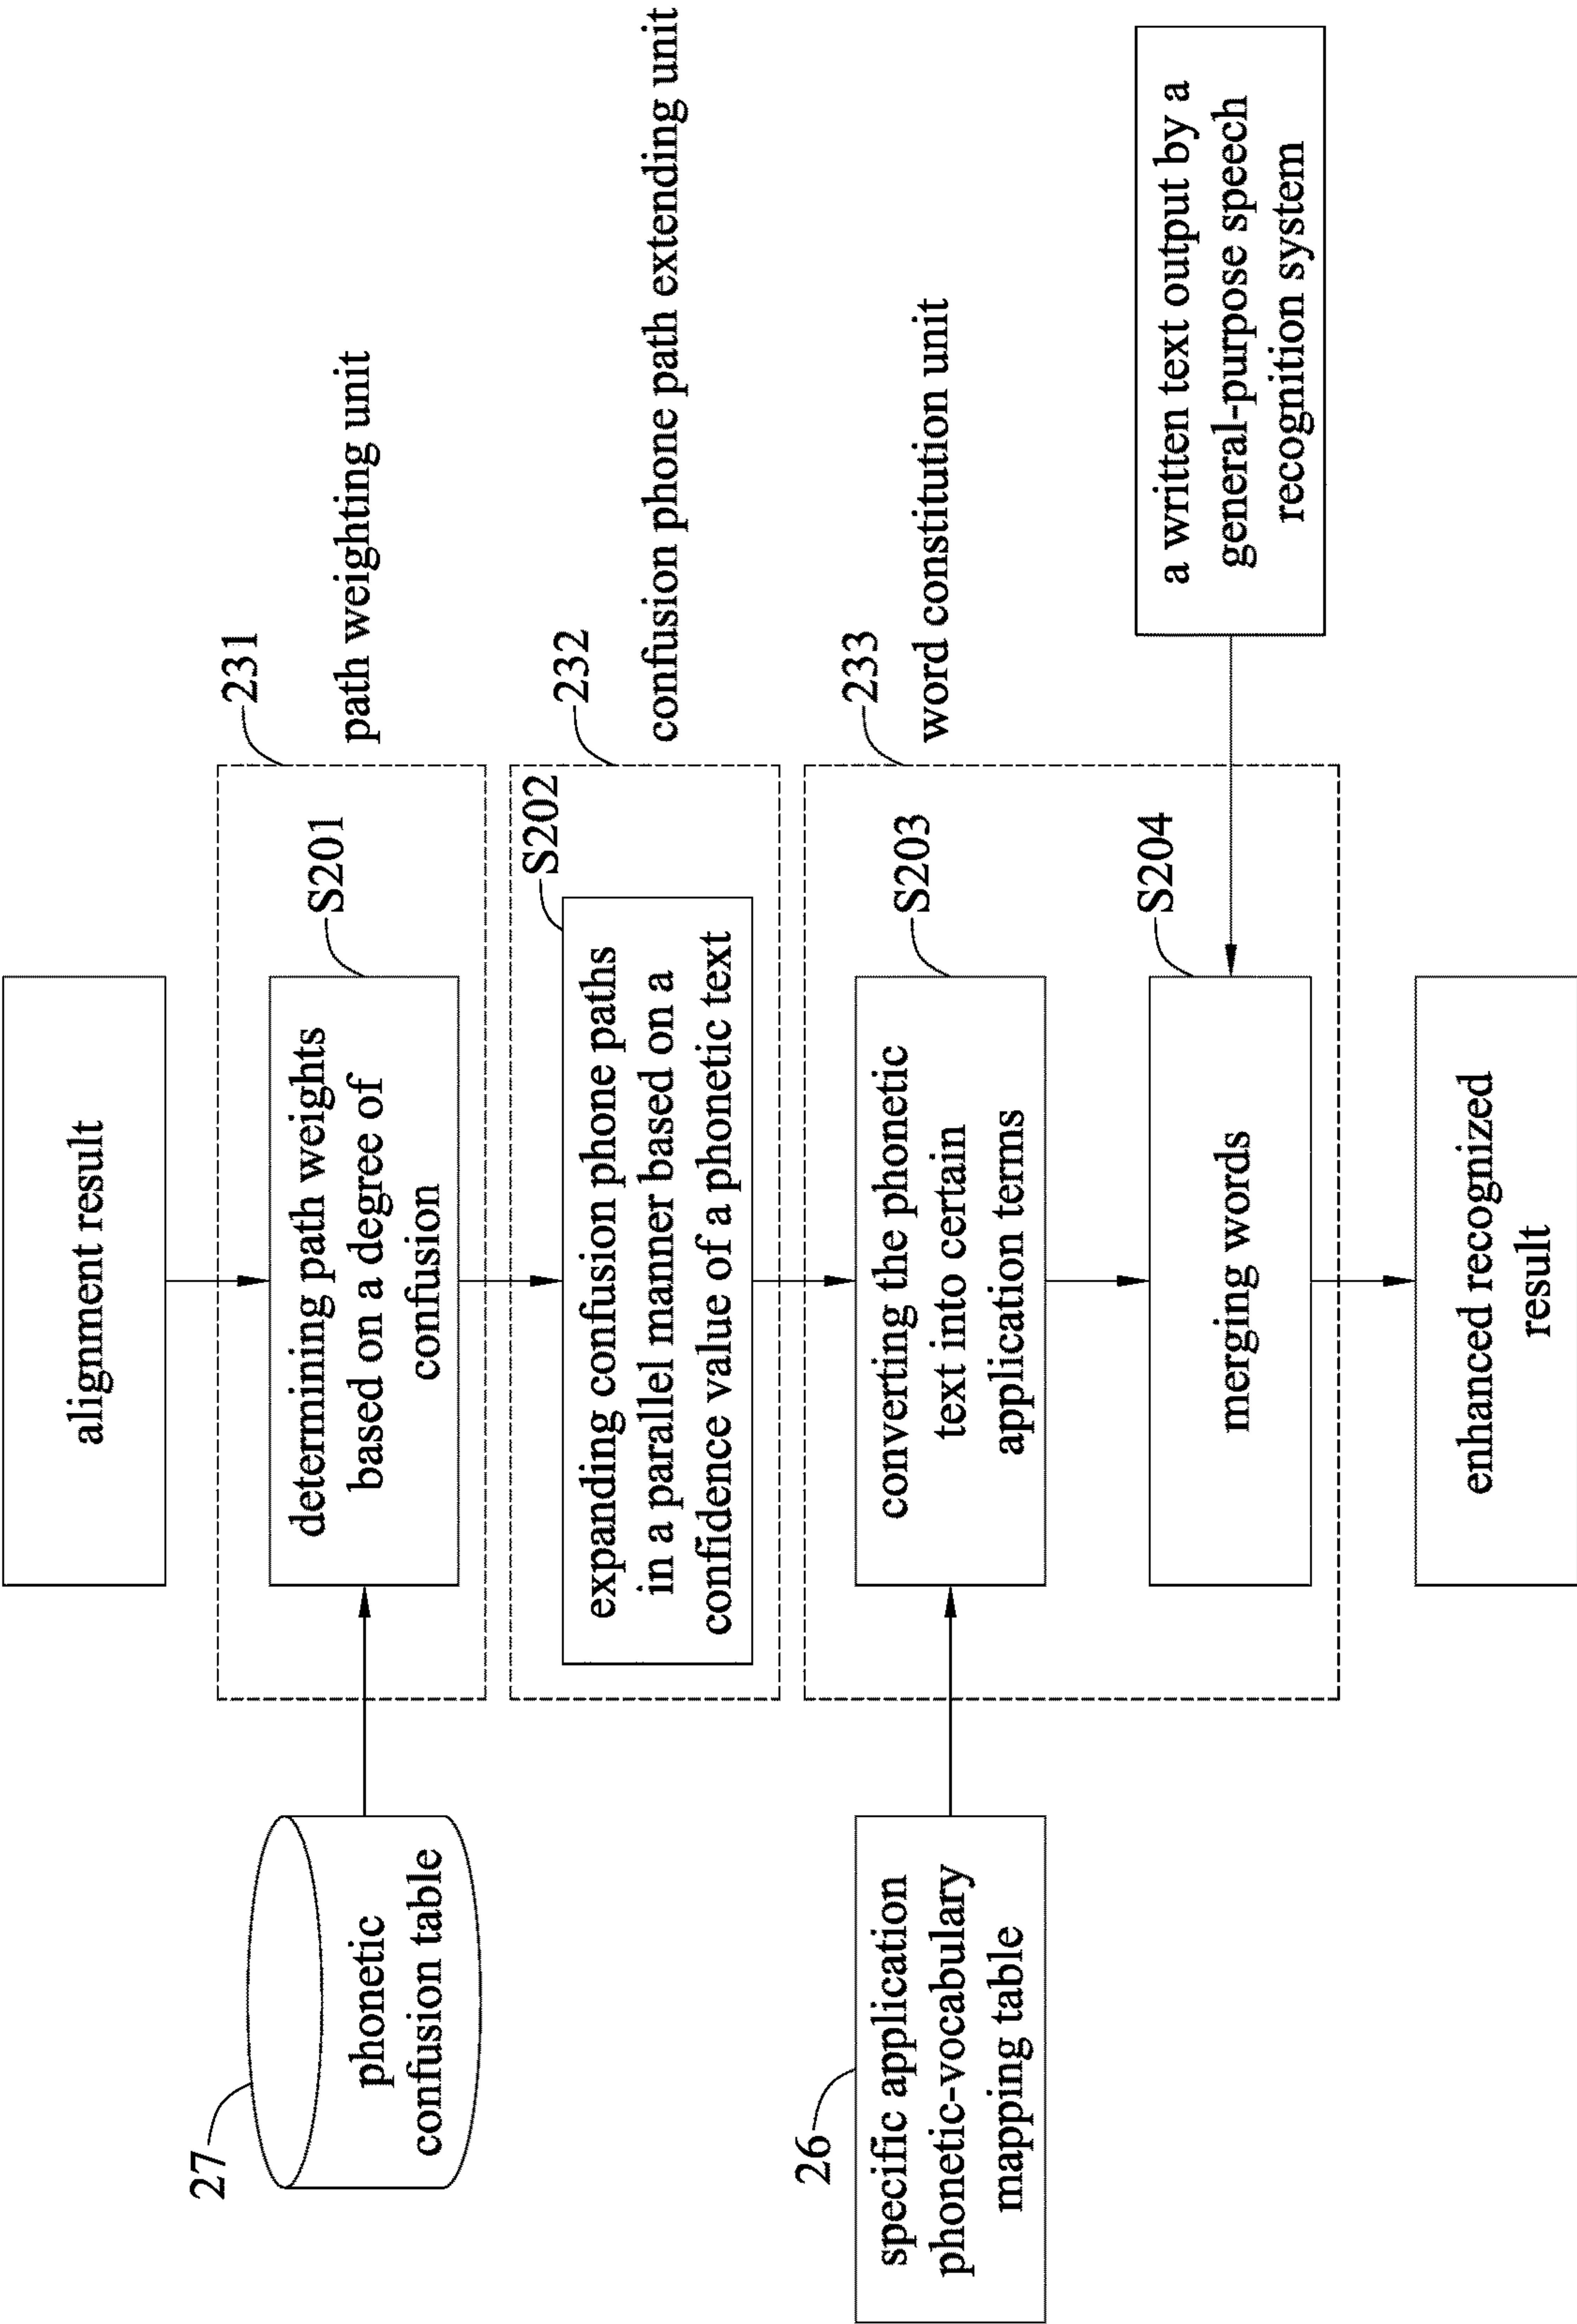 alignment result
231
path weighting unit
27
phonetic
confusion table
S201
determining path weights
based on a degree of
confusion
232
confusion phone path extending unit
S202
expanding confusion phone paths
in a parallel manner based on a
confidence value of a phonetic text
233
word constitution unit
26
specific application
phonetic-vocabulary
mapping table
S203
converting the phonetic
text into certain
application terms
S204
merging words
a written text output by a
general-purpose speech
recognition system
enhanced recognized
result